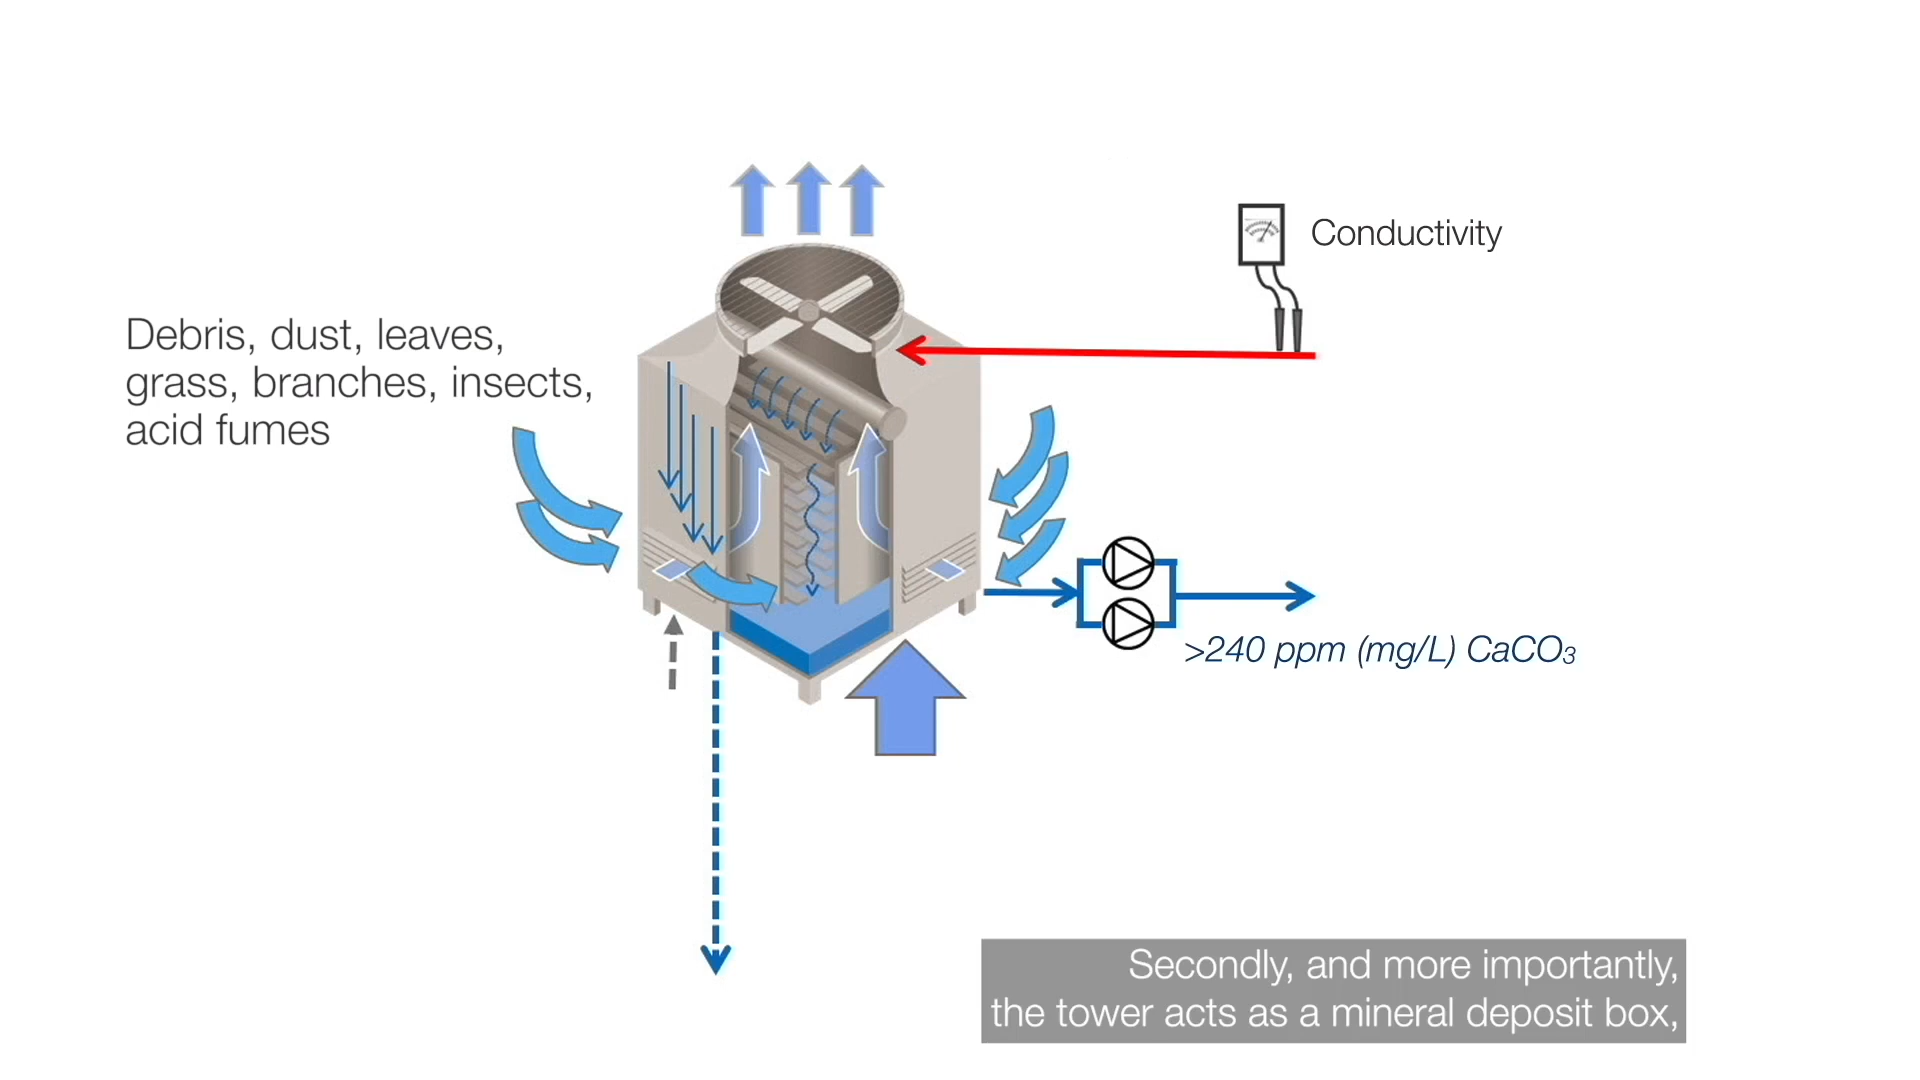 Conductivity
Debris, dust, leaves,
grass, branches, insects,
acid fumes
>240 ppm (mg/L) CaCO₃
Secondly, and more importantly,
the tower acts as a mineral deposit box,